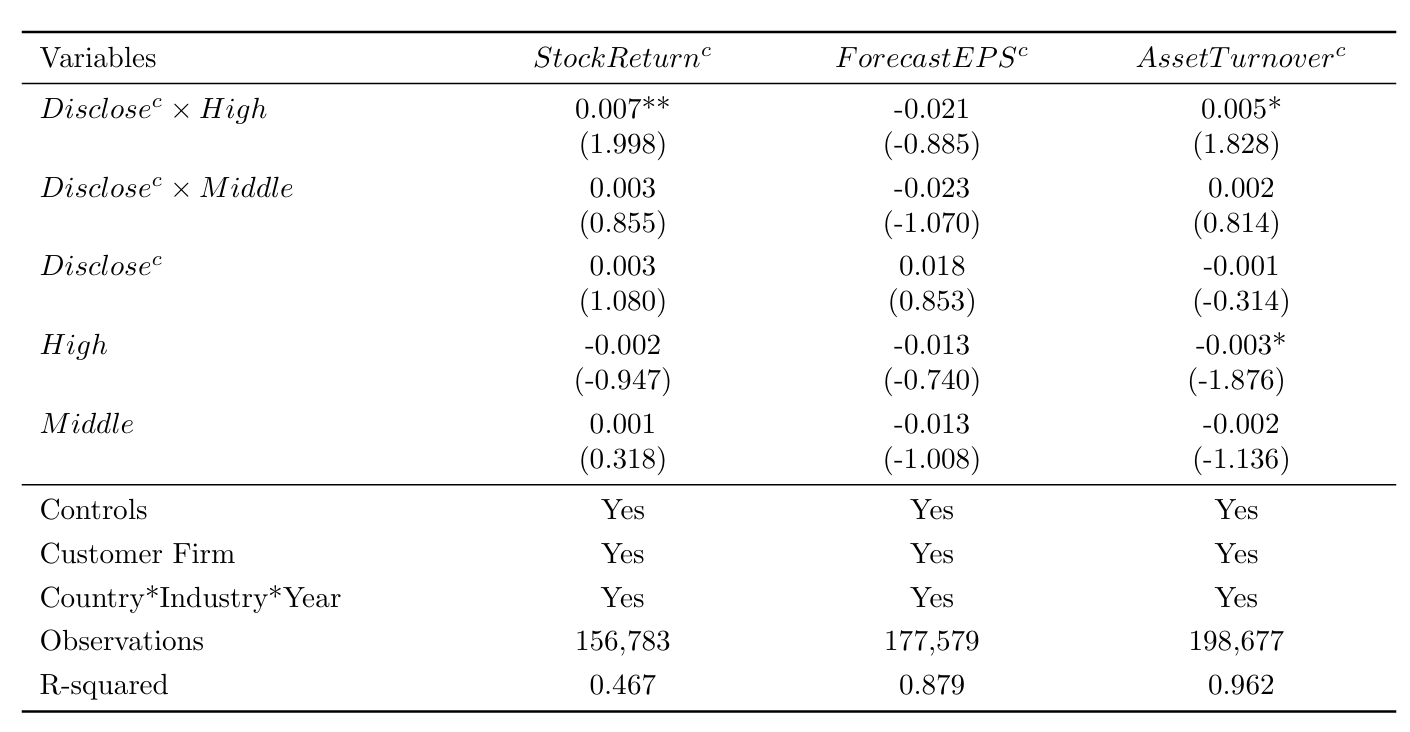 Variables StockReturn^c ForecastEPS^c AssetTurnover^c
Disclose^c × High 0.007** -0.021 0.005*
(1.998) (-0.885) (1.828)
Disclose^c × Middle 0.003 -0.023 0.002
(0.855) (-1.070) (0.814)
Disclose^c 0.003 0.018 -0.001
(1.080) (0.853) (-0.314)
High -0.002 -0.013 -0.003*
(-0.947) (-0.740) (-1.876)
Middle 0.001 -0.013 -0.002
(0.318) (-1.008) (-1.136)
Controls Yes Yes Yes
Customer Firm Yes Yes Yes
Country*Industry*Year Yes Yes Yes
Observations 156,783 177,579 198,677
R-squared 0.467 0.879 0.962